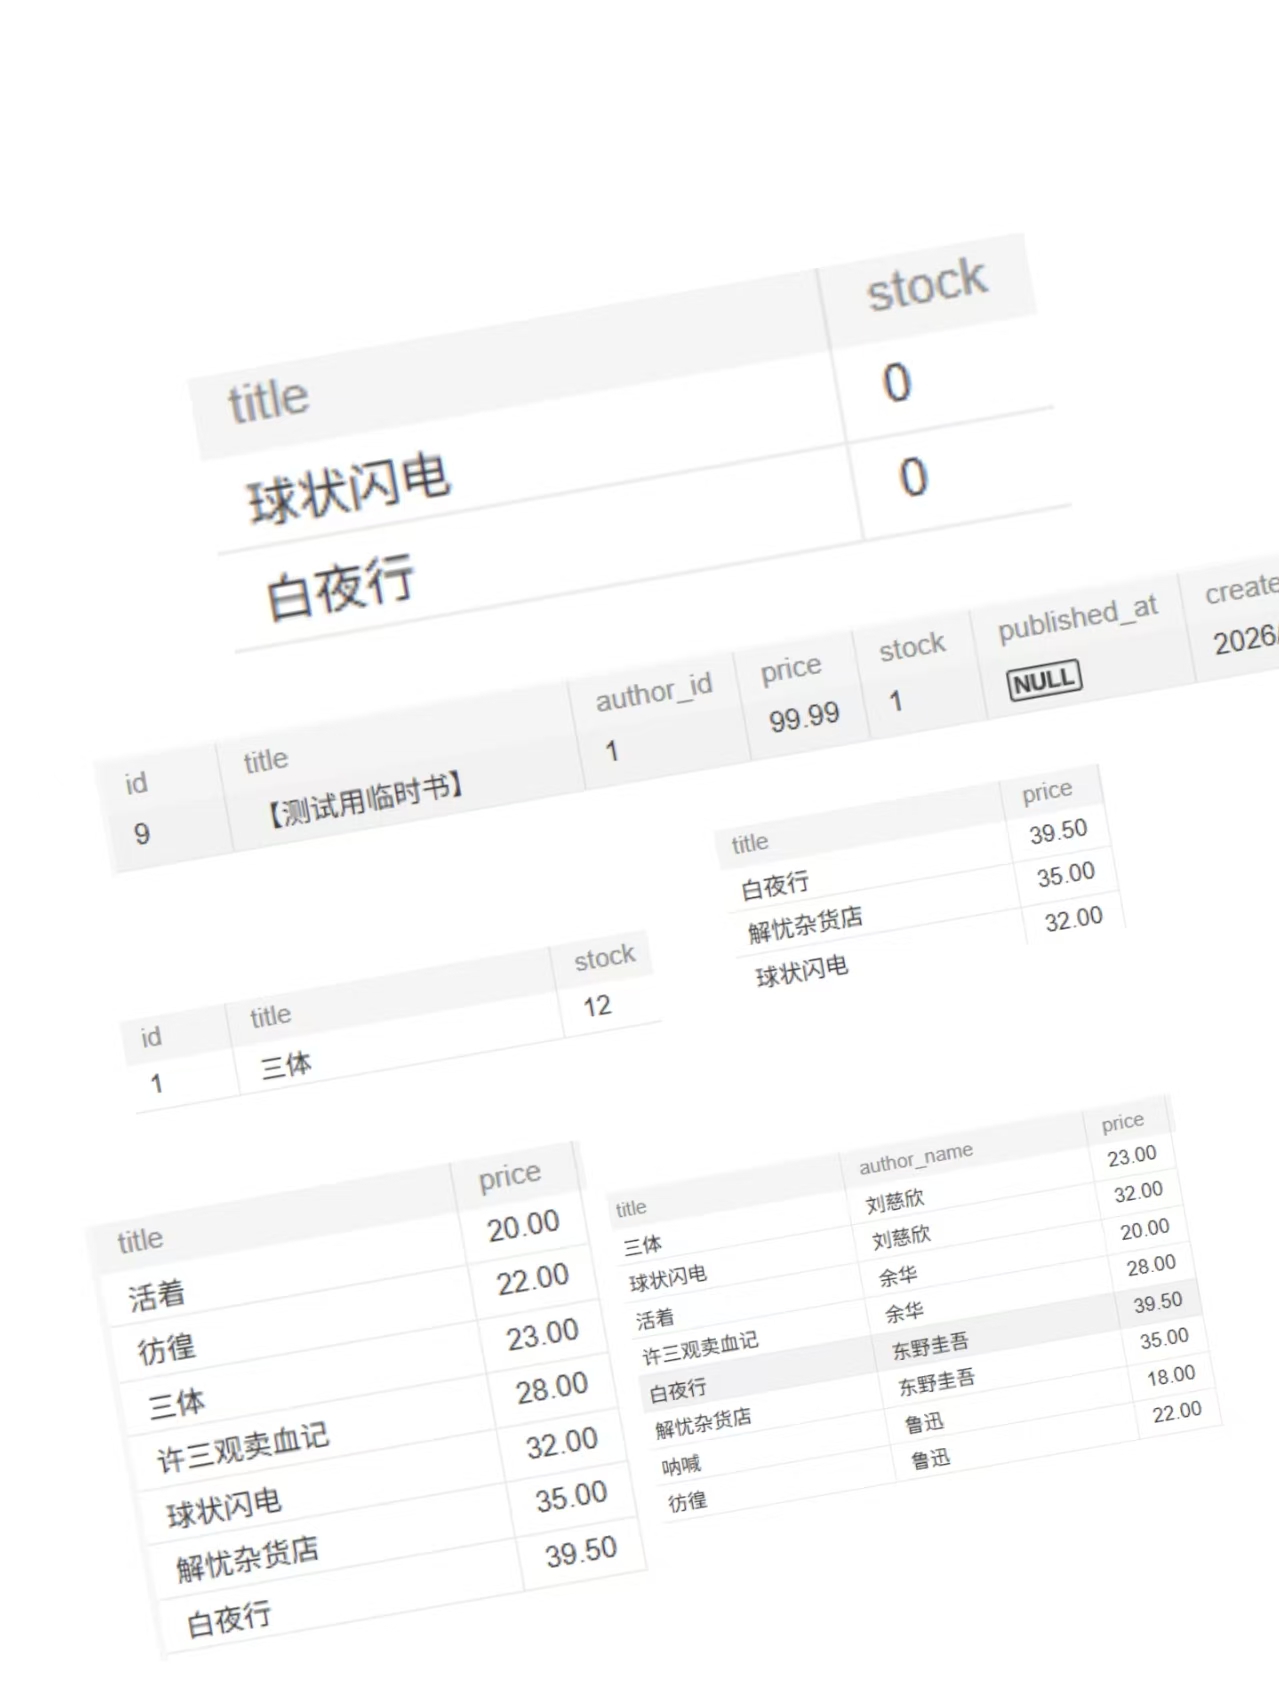 title stock
球状闪电 0
白夜行 0
id title author_id price stock published_at create
9 【测试用临时书】 1 99.99 1 NULL 2026/
title price
白夜行 39.50
解忧杂货店 35.00
球状闪电 32.00
id title stock
1 三体 12
title price
活着 20.00
彷徨 22.00
三体 23.00
许三观卖血记 28.00
球状闪电 32.00
解忧杂货店 35.00
白夜行 39.50
title author_name price
三体 刘慈欣 23.00
球状闪电 刘慈欣 32.00
活着 余华 20.00
许三观卖血记 余华 28.00
白夜行 东野圭吾 39.50
解忧杂货店 东野圭吾 35.00
呐喊 鲁迅 18.00
彷徨 鲁迅 22.00